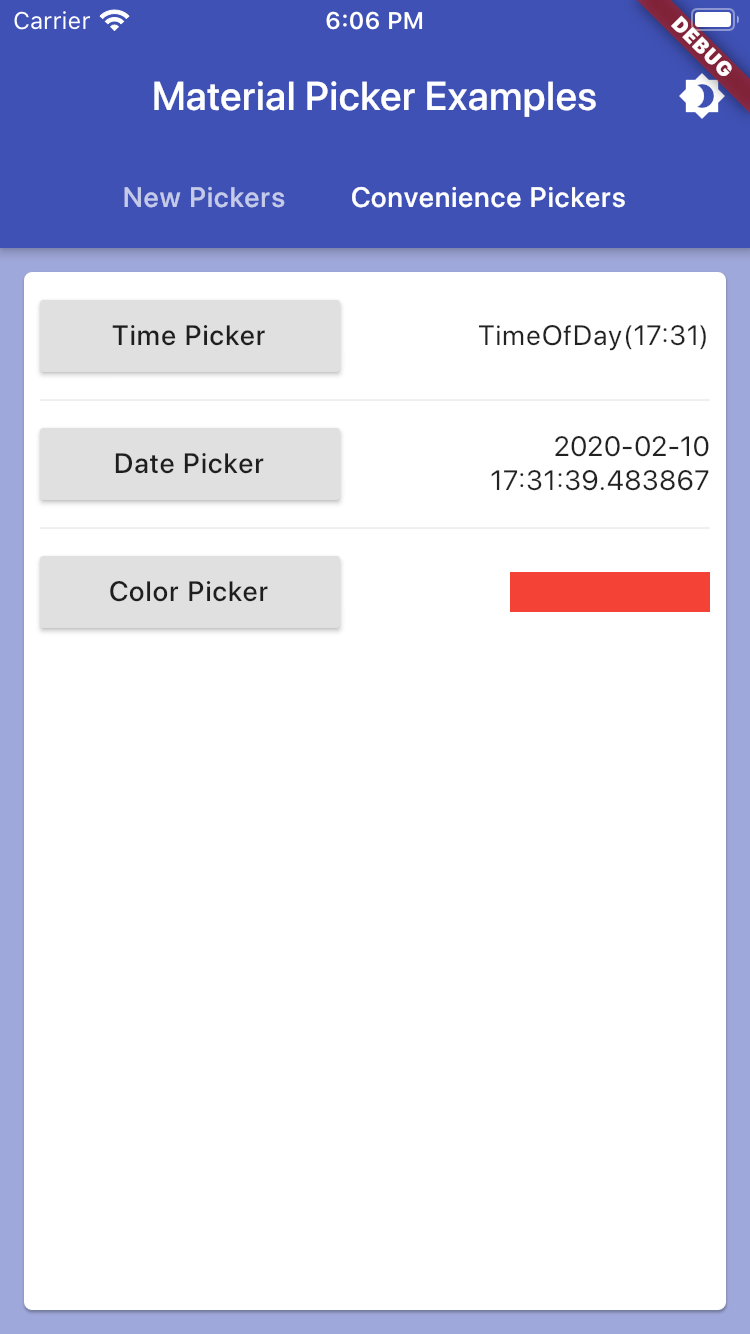 Carrier 6:06 PM
DEBUG
Material Picker Examples
New Pickers Convenience Pickers
Time Picker TimeOfDay(17:31)
Date Picker 2020-02-10
17:31:39.483867
Color Picker